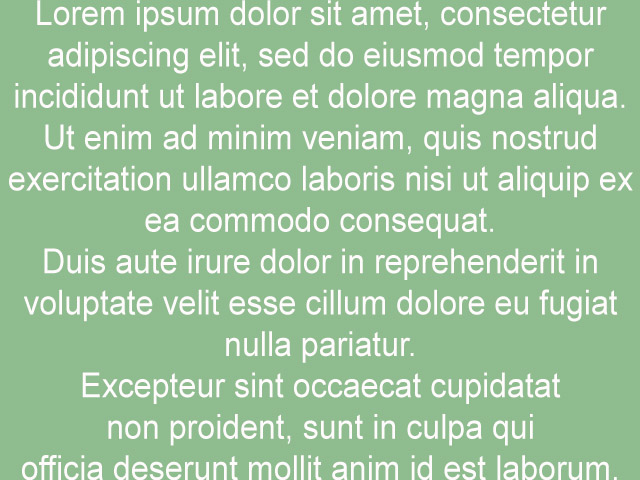 Lorem ipsum dolor sit amet, consectetur
adipiscing elit, sed do eiusmod tempor
incididunt ut labore et dolore magna aliqua.
Ut enim ad minim veniam, quis nostrud
exercitation ullamco laboris nisi ut aliquip ex
ea commodo consequat.
Duis aute irure dolor in reprehenderit in
voluptate velit esse cillum dolore eu fugiat
nulla pariatur.
Excepteur sint occaecat cupidatat
non proident, sunt in culpa qui
officia deserunt mollit anim id est laborum.